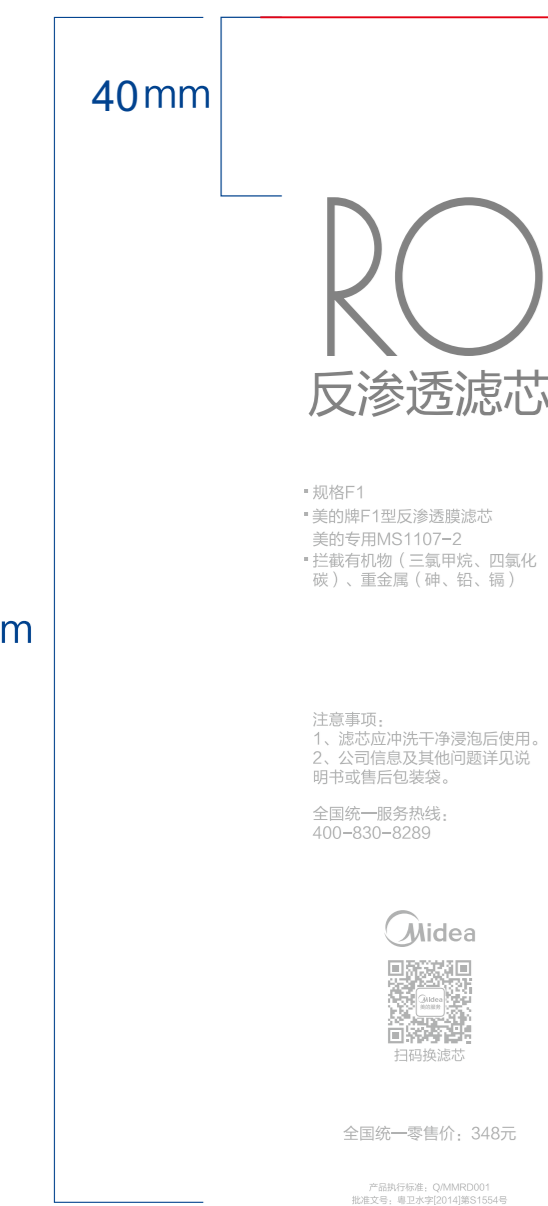 40mm
RO
反渗透滤芯
规格F1
美的牌F1型反渗透膜滤芯
美的专用MS1107-2
拦截有机物（三氯甲烷、四氯化
碳）、重金属（砷、铅、镉）
m
注意事项：
1、滤芯应冲洗干净浸泡后使用。
2、公司信息及其他问题详见说
明书或售后包装袋。
全国统一服务热线：
400-830-8289
Midea
Midea
扫码换滤芯
全国统一零售价：348元
产品执行标准：Q/MMRD001
批准文号：粤卫水字[2014]第S1554号